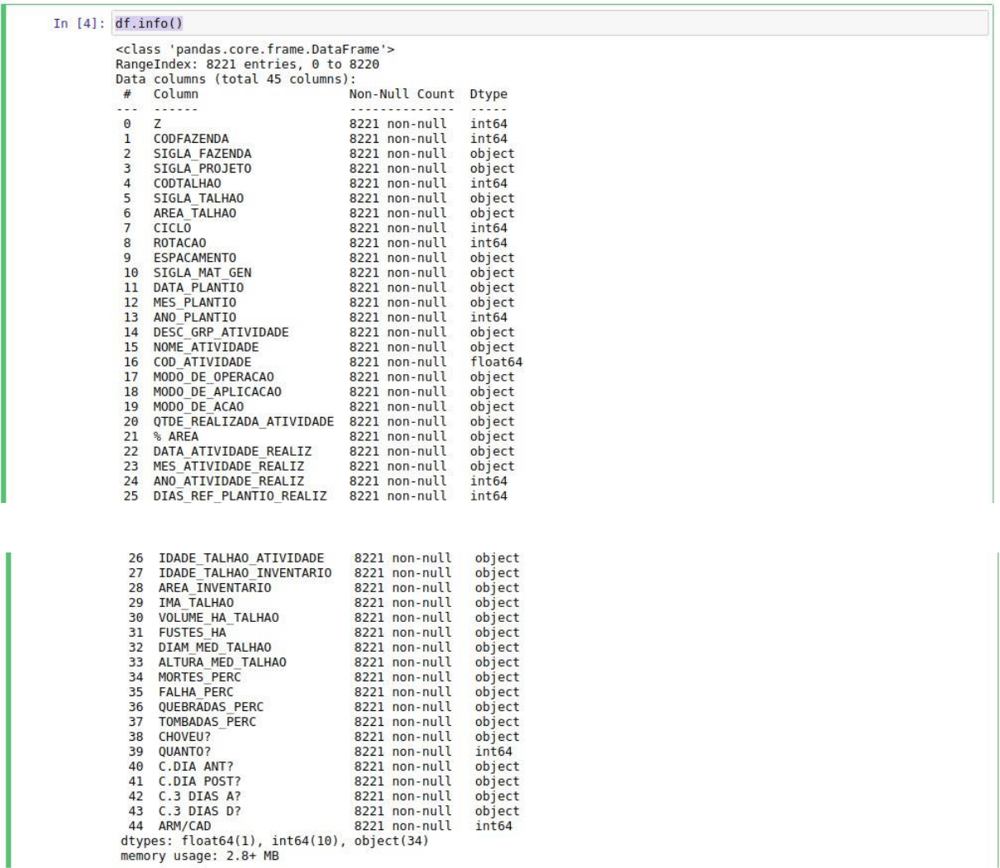 In [4]: df.info()
<class 'pandas.core.frame.DataFrame'>
RangeIndex: 8221 entries, 0 to 8220
Data columns (total 45 columns):
 #   Column                    Non-Null Count  Dtype
---  ------                    --------------  -----
 0   Z                         8221 non-null   int64
 1   CODFAZENDA                8221 non-null   int64
 2   SIGLA_FAZENDA             8221 non-null   object
 3   SIGLA_PROJETO             8221 non-null   object
 4   CODTALHAO                 8221 non-null   int64
 5   SIGLA_TALHAO              8221 non-null   object
 6   AREA_TALHAO               8221 non-null   object
 7   CICLO                     8221 non-null   int64
 8   ROTACAO                   8221 non-null   int64
 9   ESPACAMENTO               8221 non-null   object
 10  SIGLA_MAT_GEN             8221 non-null   object
 11  DATA_PLANTIO              8221 non-null   object
 12  MES_PLANTIO               8221 non-null   object
 13  ANO_PLANTIO               8221 non-null   int64
 14  DESC_GRP_ATIVIDADE        8221 non-null   object
 15  NOME_ATIVIDADE            8221 non-null   object
 16  COD_ATIVIDADE             8221 non-null   float64
 17  MODO_DE_OPERACAO          8221 non-null   object
 18  MODO_DE_APLICACAO         8221 non-null   object
 19  MODO_DE_ACAO              8221 non-null   object
 20  QTDE_REALIZADA_ATIVIDADE  8221 non-null   object
 21  % AREA                    8221 non-null   object
 22  DATA_ATIVIDADE_REALIZ     8221 non-null   object
 23  MES_ATIVIDADE_REALIZ      8221 non-null   object
 24  ANO_ATIVIDADE_REALIZ      8221 non-null   int64
 25  DIAS_REF_PLANTIO_REALIZ   8221 non-null   int64
 26  IDADE_TALHAO_ATIVIDADE    8221 non-null   object
 27  IDADE_TALHAO_INVENTARIO   8221 non-null   object
 28  AREA_INVENTARIO           8221 non-null   object
 29  IMA_TALHAO                8221 non-null   object
 30  VOLUME_HA_TALHAO          8221 non-null   object
 31  FUSTES_HA                 8221 non-null   object
 32  DIAM_MED_TALHAO           8221 non-null   object
 33  ALTURA_MED_TALHAO         8221 non-null   object
 34  MORTES_PERC               8221 non-null   object
 35  FALHA_PERC                8221 non-null   object
 36  QUEBRADAS_PERC            8221 non-null   object
 37  TOMBADAS_PERC             8221 non-null   object
 38  CHOVEU?                   8221 non-null   object
 39  QUANTO?                   8221 non-null   int64
 40  C.DIA ANT?                8221 non-null   object
 41  C.DIA POST?               8221 non-null   object
 42  C.3 DIAS A?               8221 non-null   object
 43  C.3 DIAS D?               8221 non-null   object
 44  ARM/CAD                   8221 non-null   int64
dtypes: float64(1), int64(10), object(34)
memory usage: 2.8+ MB